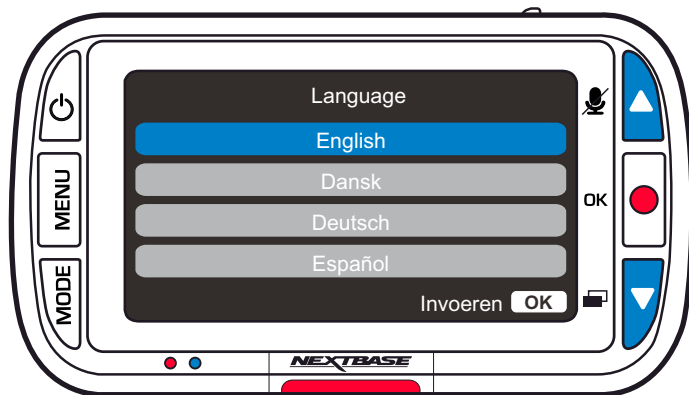 Language
English
MENU
Dansk
OK
Deutsch
Español
MODE
Invoeren OK
NEXTBASE